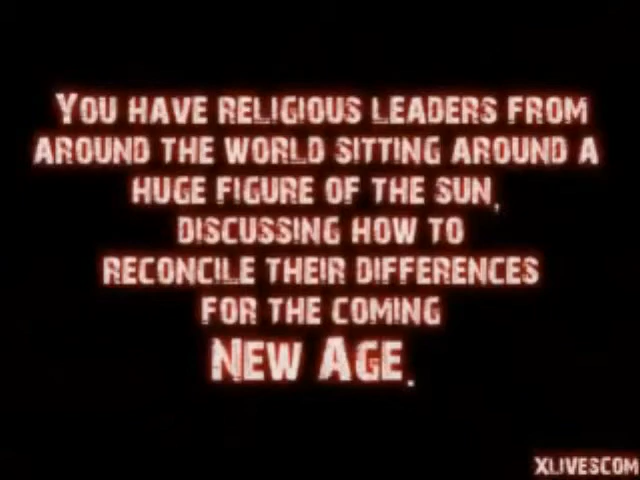 You have religious leaders from
around the world sitting around a
huge figure of the sun,
discussing how to
reconcile their differences
for the coming
New Age.
XLIVESCOM